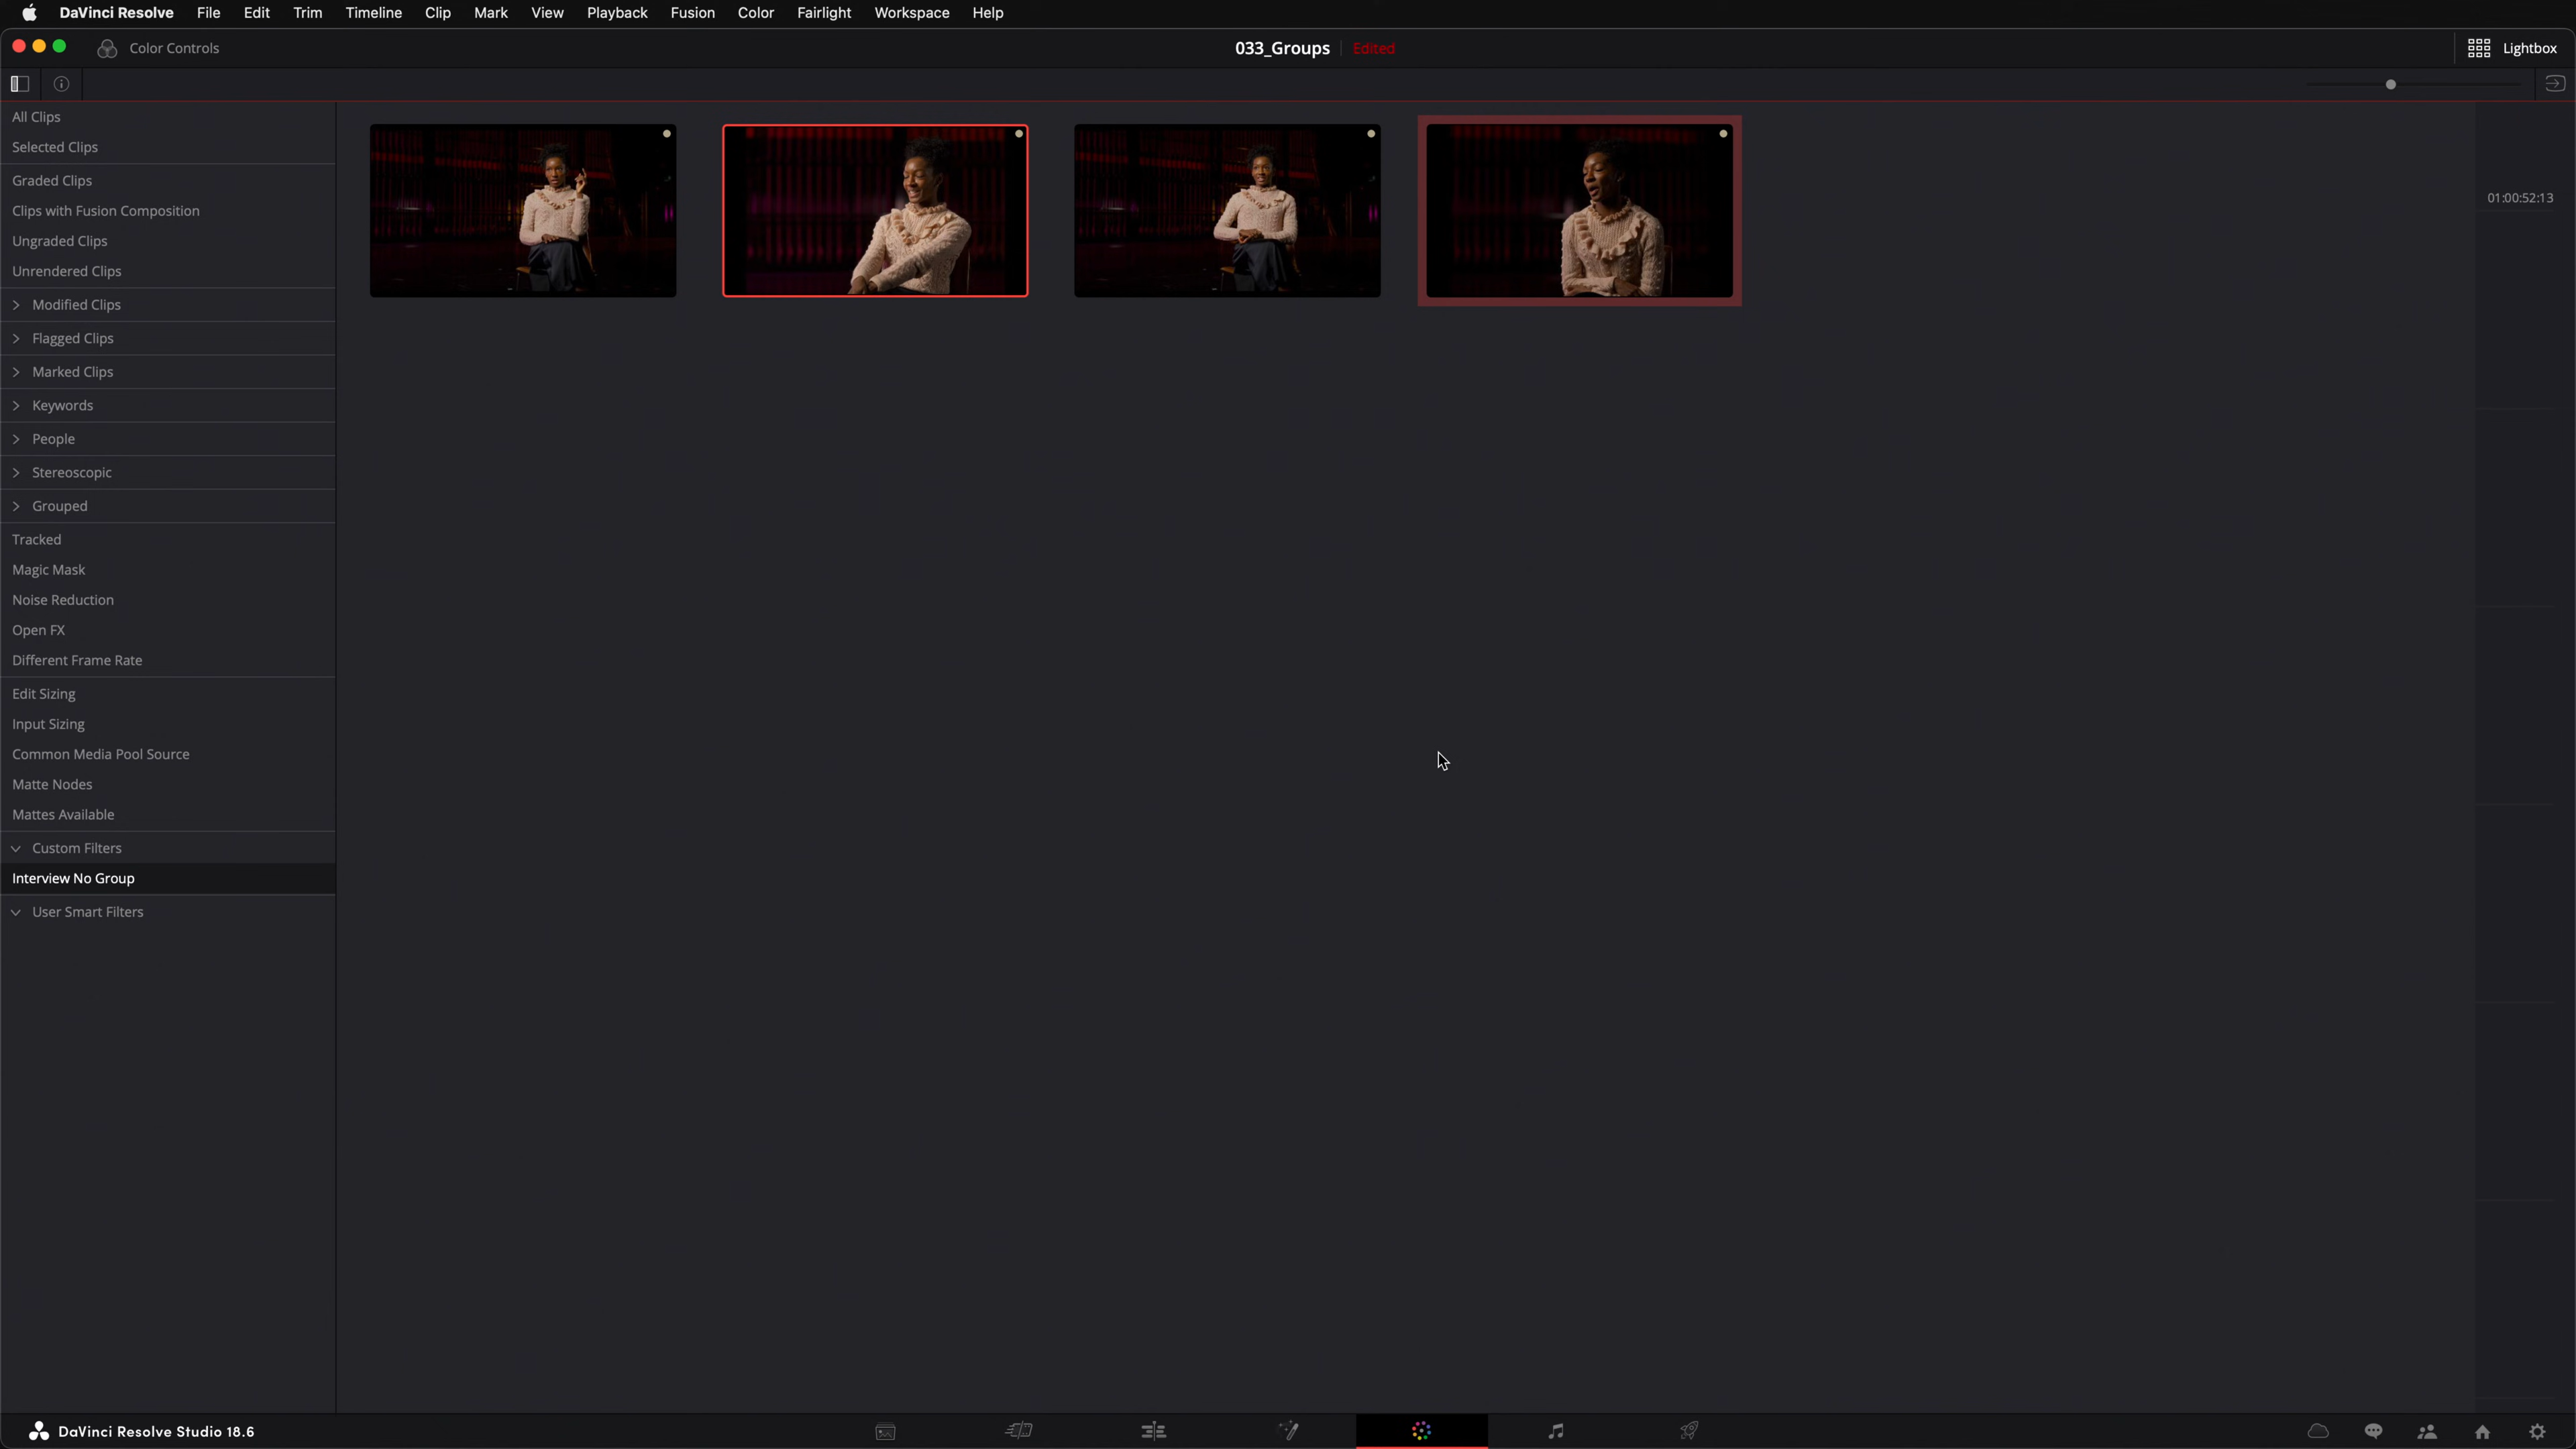 DaVinci Resolve File Edit Trim Timeline Clip Mark View Playback Fusion Color Fairlight Workspace Help
Color Controls 033_Groups Edited Lightbox
All Clips
Selected Clips
01:00:52:13
Graded Clips
Clips with Fusion Composition
Ungraded Clips
Unrendered Clips
Modified Clips
Flagged Clips
Marked Clips
Keywords
People
Stereoscopic
Grouped
Tracked
Magic Mask
Noise Reduction
Open FX
Different Frame Rate
Edit Sizing
Input Sizing
Common Media Pool Source
Matte Nodes
Mattes Available
Custom Filters
Interview No Group
User Smart Filters
DaVinci Resolve Studio 18.6